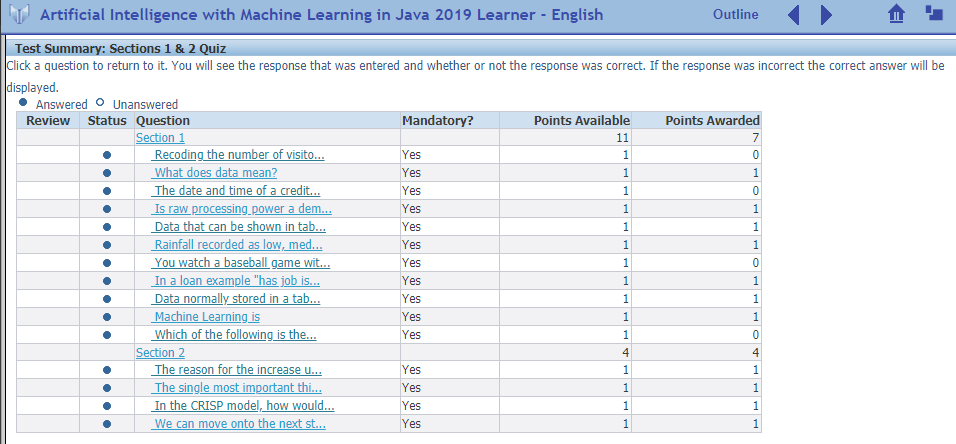 Artificial Intelligence with Machine Learning in Java 2019 Learner - English Outline
Test Summary: Sections 1 & 2 Quiz
Click a question to return to it. You will see the response that was entered and whether or not the response was correct. If the response was incorrect the correct answer will be
displayed.
Answered Unanswered
Review Status Question Mandatory? Points Available Points Awarded
Section 1 11 7
Recoding the number of visito... Yes 1 0
What does data mean? Yes 1 1
The date and time of a credit... Yes 1 0
Is raw processing power a dem... Yes 1 1
Data that can be shown in tab... Yes 1 1
Rainfall recorded as low, med... Yes 1 1
You watch a baseball game wit... Yes 1 0
In a loan example "has job is... Yes 1 1
Data normally stored in a tab... Yes 1 1
Machine Learning is Yes 1 1
Which of the following is the... Yes 1 0
Section 2 4 4
The reason for the increase u... Yes 1 1
The single most important thi... Yes 1 1
In the CRISP model, how would... Yes 1 1
We can move onto the next st... Yes 1 1